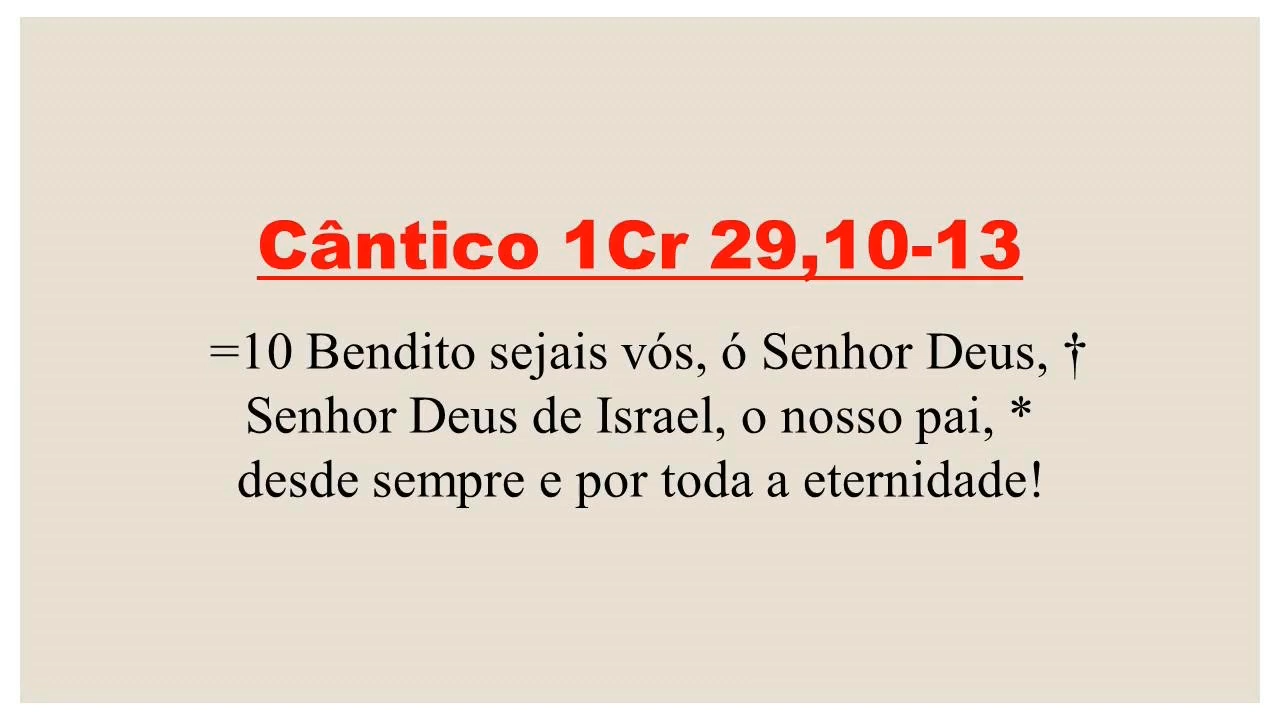 Cântico 1Cr 29,10-13
=10 Bendito sejais vós, ó Senhor Deus, †
Senhor Deus de Israel, o nosso pai, *
desde sempre e por toda a eternidade!